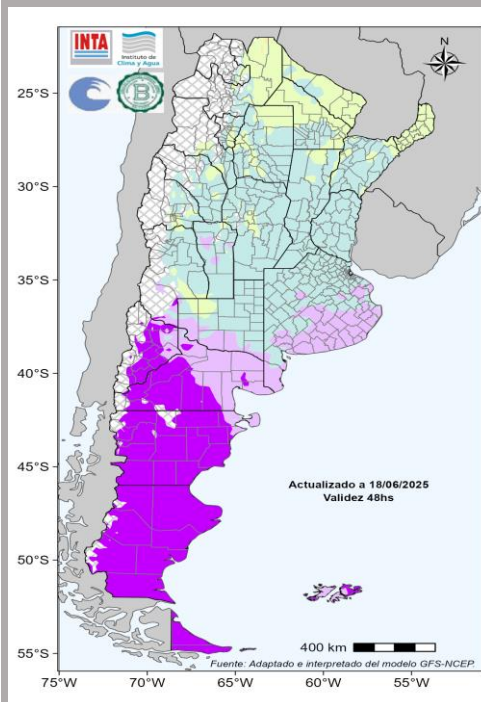 INTA
Instituto de
Clima y Agua
B
N
25°S
30°S
35°S
40°S
45°S
50°S
55°S
Actualizado a 18/06/2025
Validez 48hs
400 km
Fuente: Adaptado e interpretado del modelo GFS-NCEP.
75°W
70°W
65°W
60°W
55°W